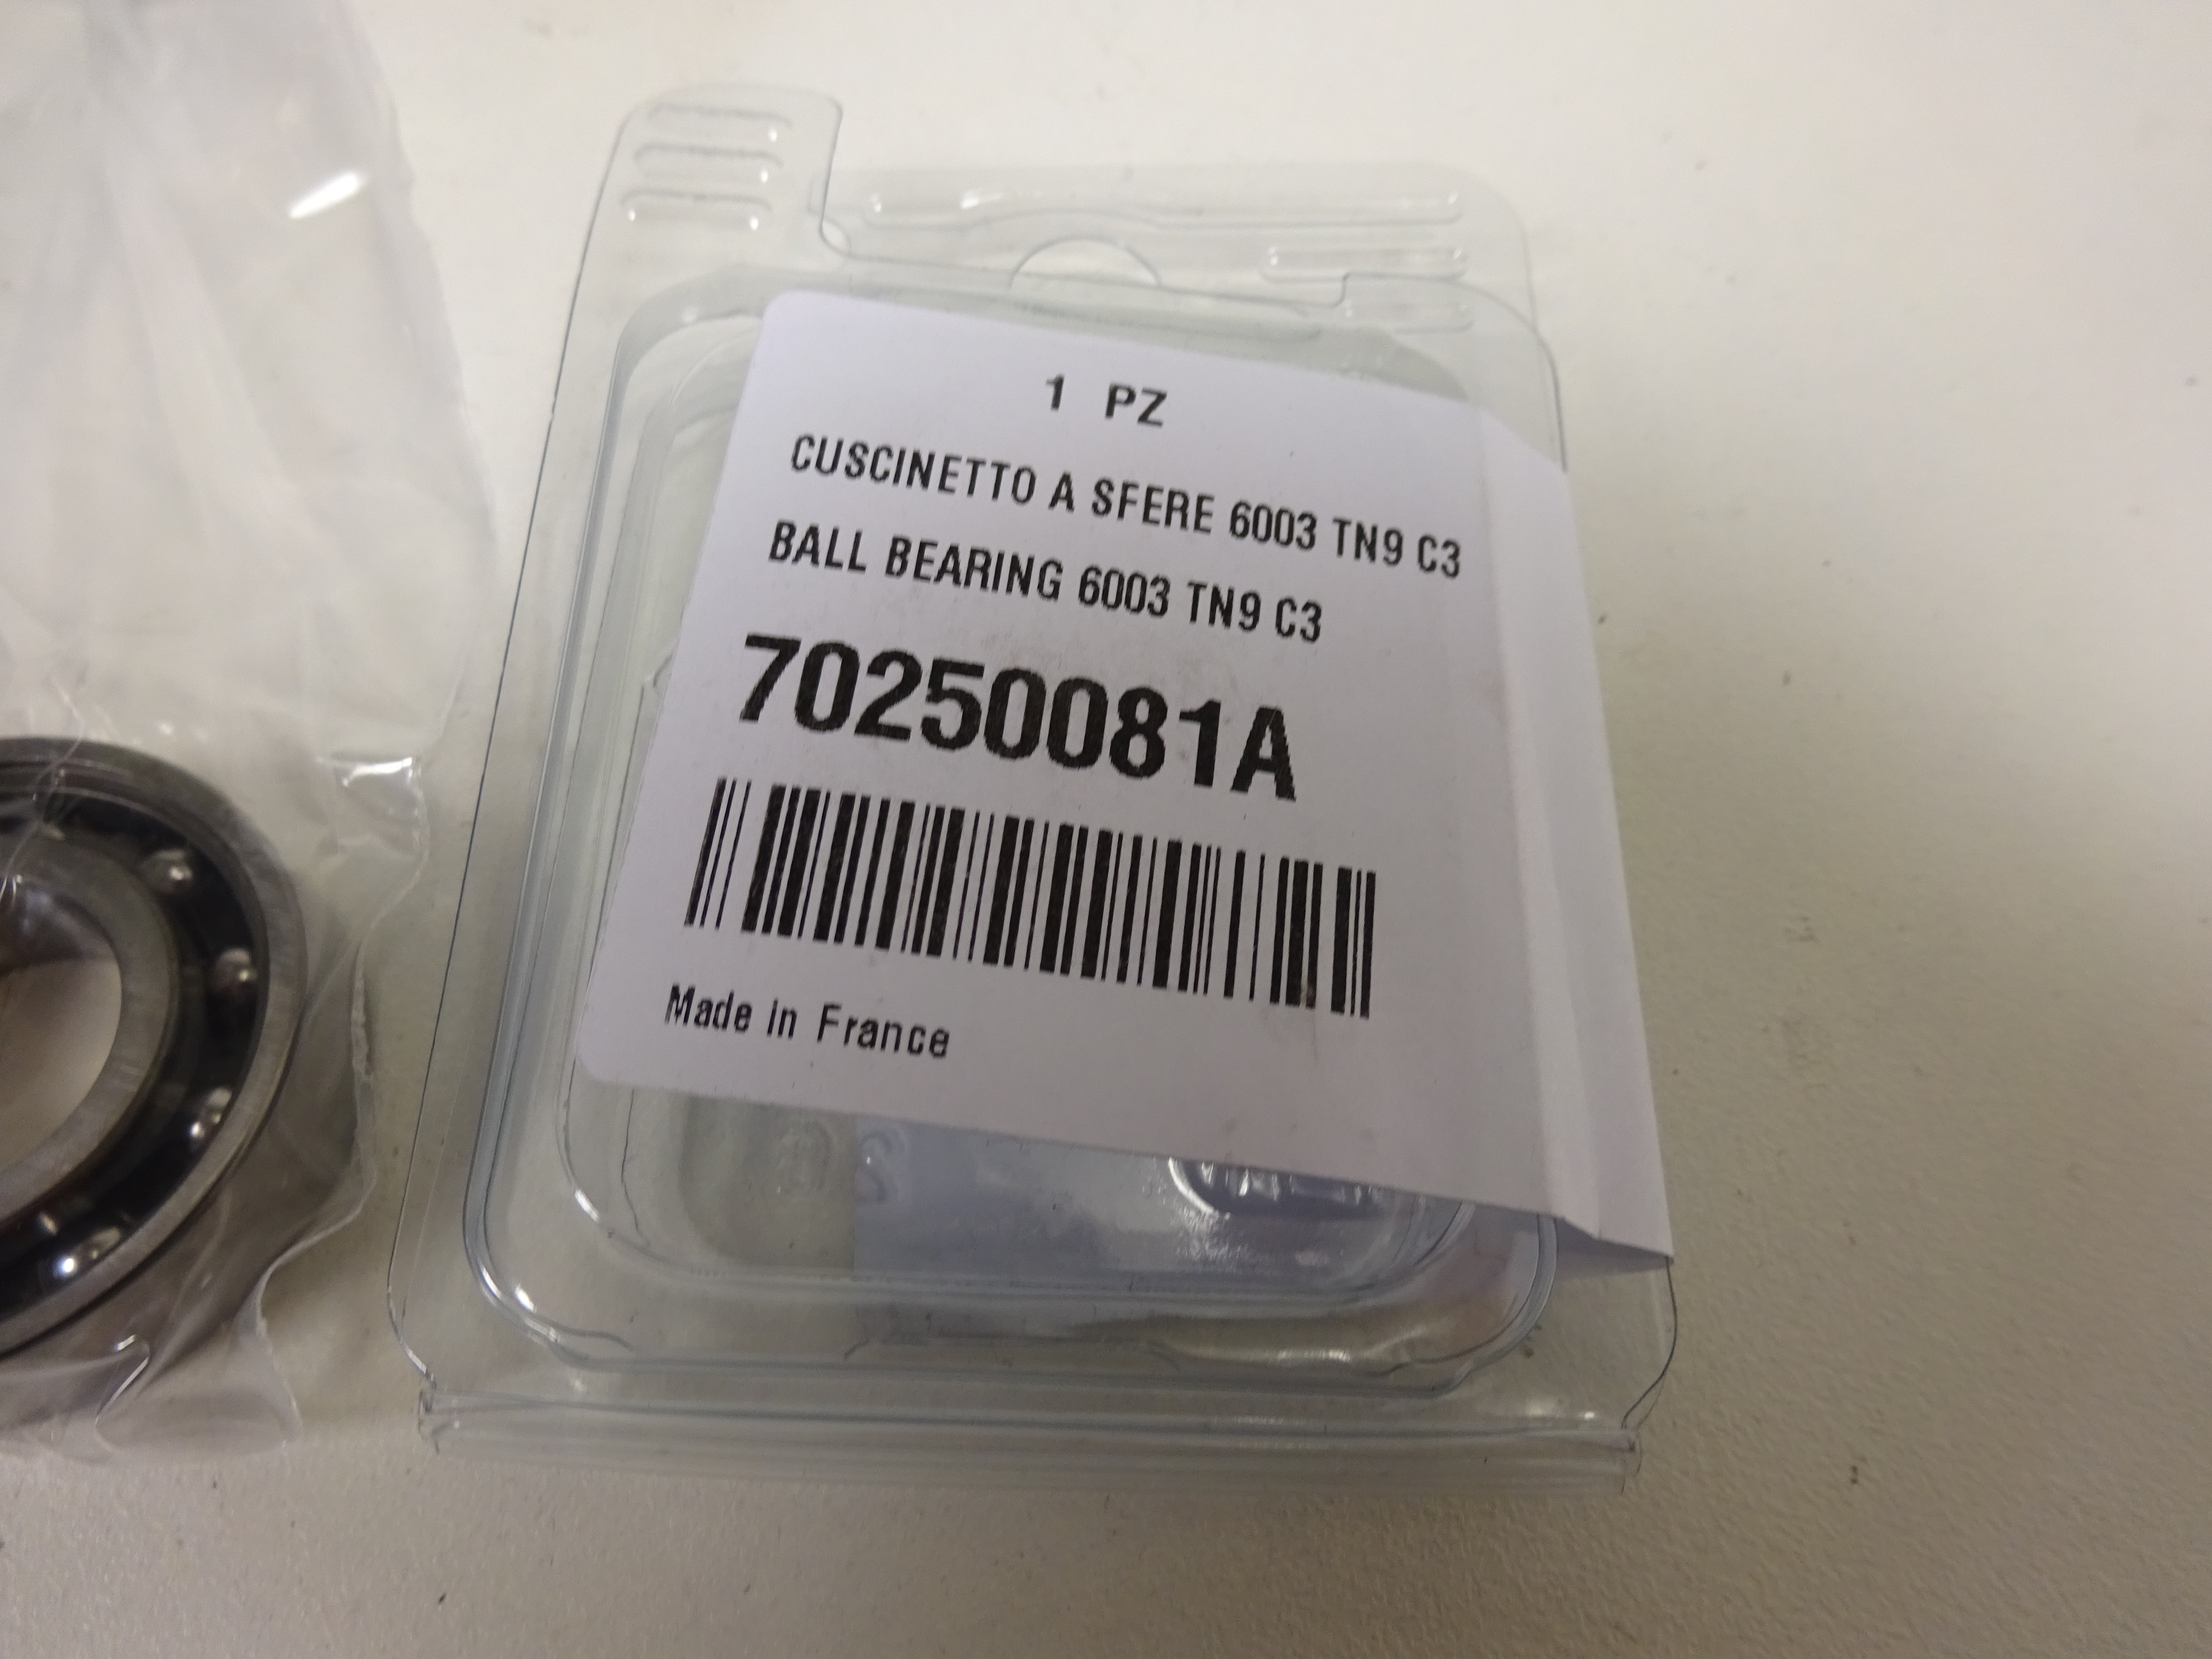 1 PZ
CUSCINETTO A SFERE 6003 TN9 C3
BALL BEARING 6003 TN9 C3
70250081A
Made in France